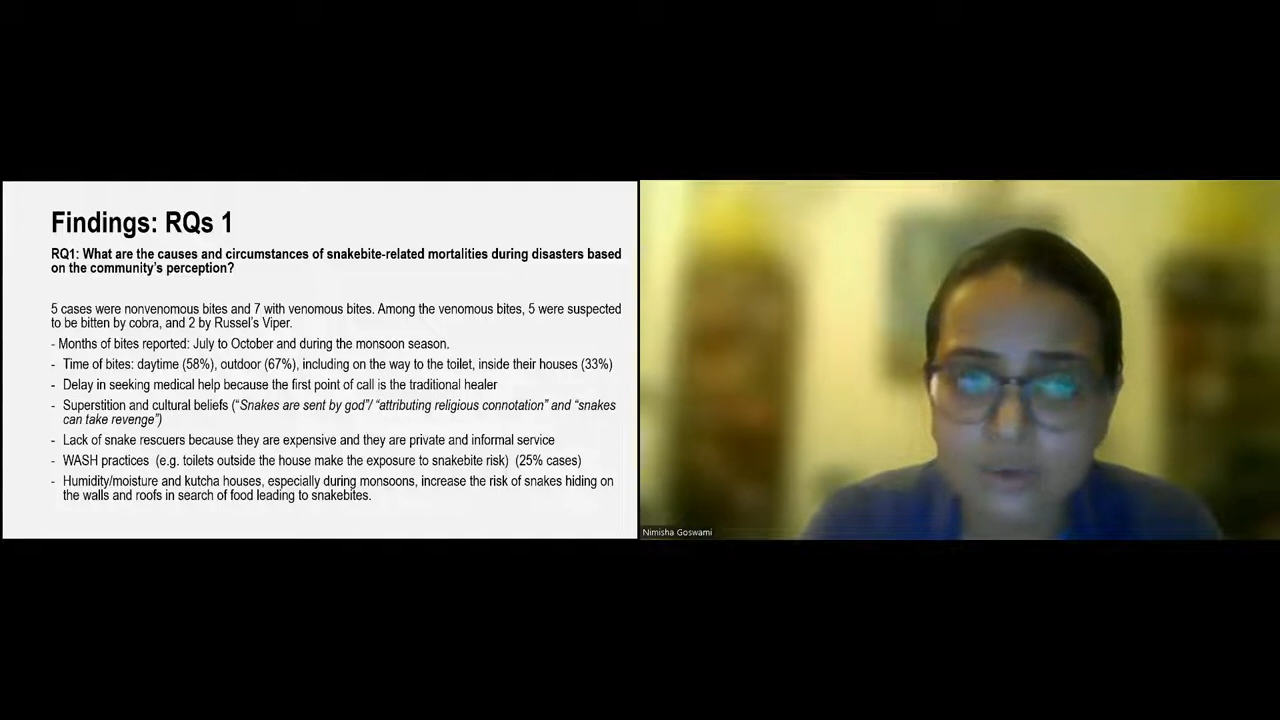 Findings: RQs 1
RQ1: What are the causes and circumstances of snakebite-related mortalities during disasters based
on the community's perception?
5 cases were nonvenomous bites and 7 with venomous bites. Among the venomous bites, 5 were suspected
to be bitten by cobra, and 2 by Russel's Viper.
- Months of bites reported: July to October and during the monsoon season.
- Time of bites: daytime (58%), outdoor (67%), including on the way to the toilet, inside their houses (33%)
- Delay in seeking medical help because the first point of call is the traditional healer
- Superstition and cultural beliefs ("Snakes are sent by god"/ "attributing religious connotation" and "snakes
can take revenge")
- Lack of snake rescuers because they are expensive and they are private and informal service
- WASH practices (e.g. toilets outside the house make the exposure to snakebite risk) (25% cases)
- Humidity/moisture and kutcha houses, especially during monsoons, increase the risk of snakes hiding on
the walls and roofs in search of food leading to snakebites.
Nimisha Goswami